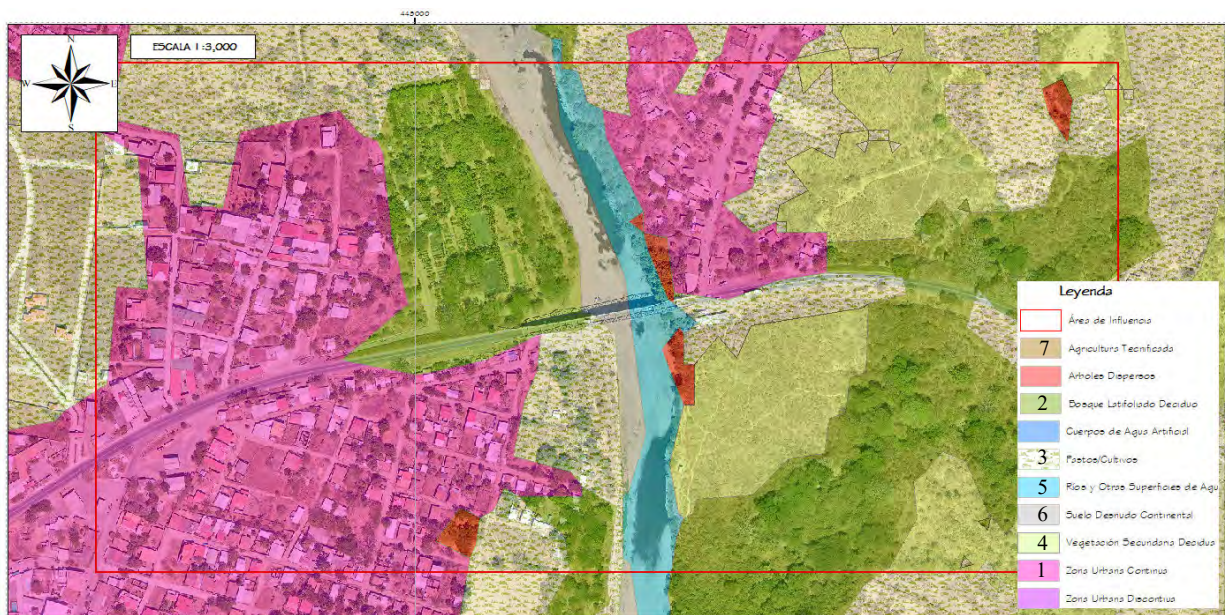 445000
N
W E
S
ESCALA 1:3,000
Leyenda
Área de Influencia
7 Agricultura Tecnificada
Arboles Dispersos
2 Bosque Latifoliado Deciduo
Cuerpos de Agua Artificial
3 Pastos/Cultivos
5 Ríos y Otras Superficies de Agu
6 Suelo Desnudo Continental
4 Vegetación Secundaria Decidua
1 Zona Urbana Continua
Zona Urbana Discontinua